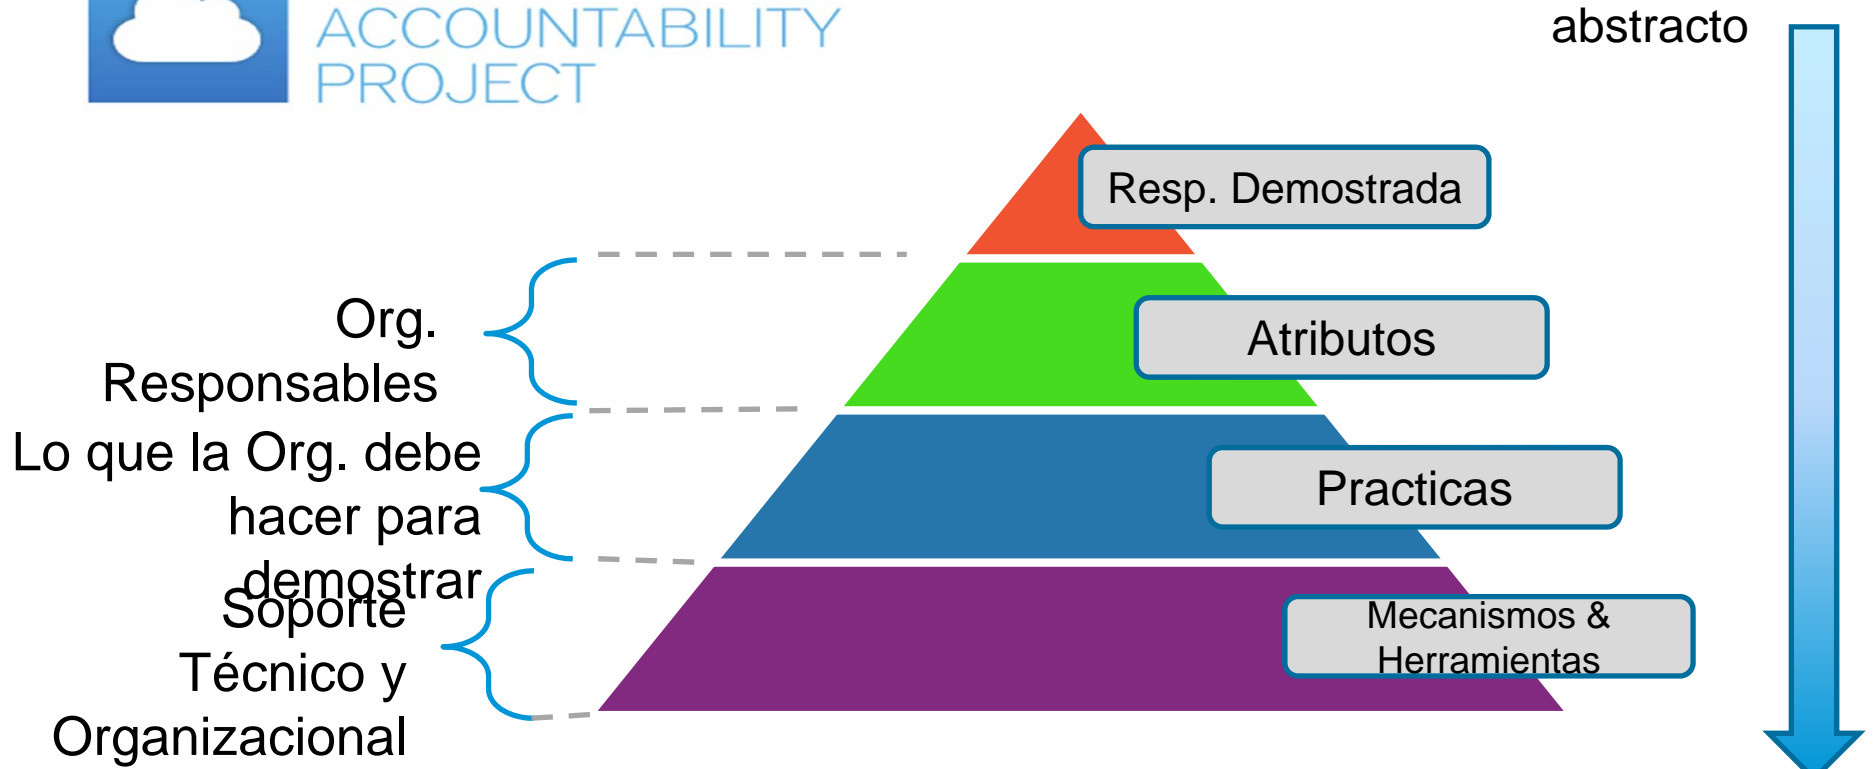 ACCOUNTABILITY
PROJECT
abstracto
Resp. Demostrada
Org.
Responsables
Atributos
Lo que la Org. debe
hacer para
demostrar
Practicas
Soporte
Técnico y
Organizacional
Mecanismos &
Herramientas